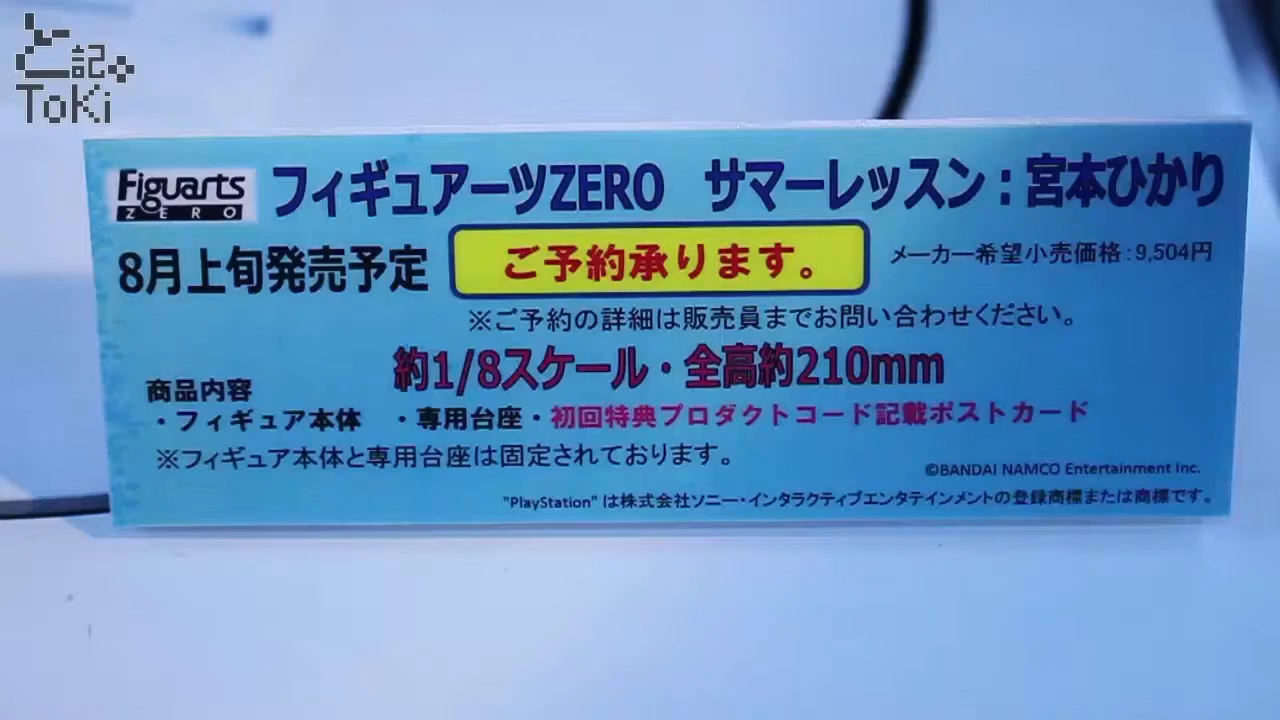 と記
Toki
Figuarts
ZERO
フィギュアーツZERO サマーレッスン：宮本ひかり
8月上旬発売予定
ご予約承ります。
メーカー希望小売価格：9,504円
※ご予約の詳細は販売員までお問い合わせください。
約1/8スケール・全高約210mm
商品内容
・フィギュア本体 ・専用台座・初回特典プロダクトコード記載ポストカード
※フィギュア本体と専用台座は固定されております。
©BANDAI NAMCO Entertainment Inc.
"PlayStation" は株式会社ソニー・インタラクティブエンタテインメントの登録商標または商標です。